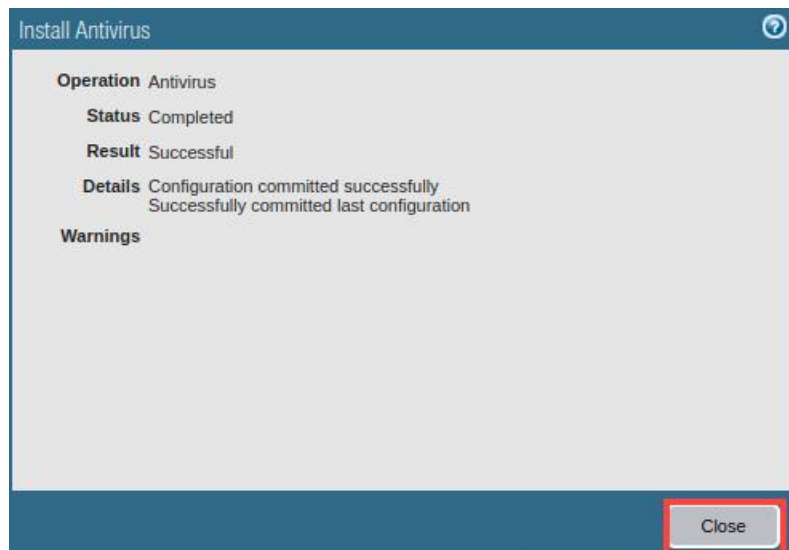 Install Antivirus
Operation Antivirus
Status Completed
Result Successful
Details Configuration committed successfully
Successfully committed last configuration
Warnings
Close